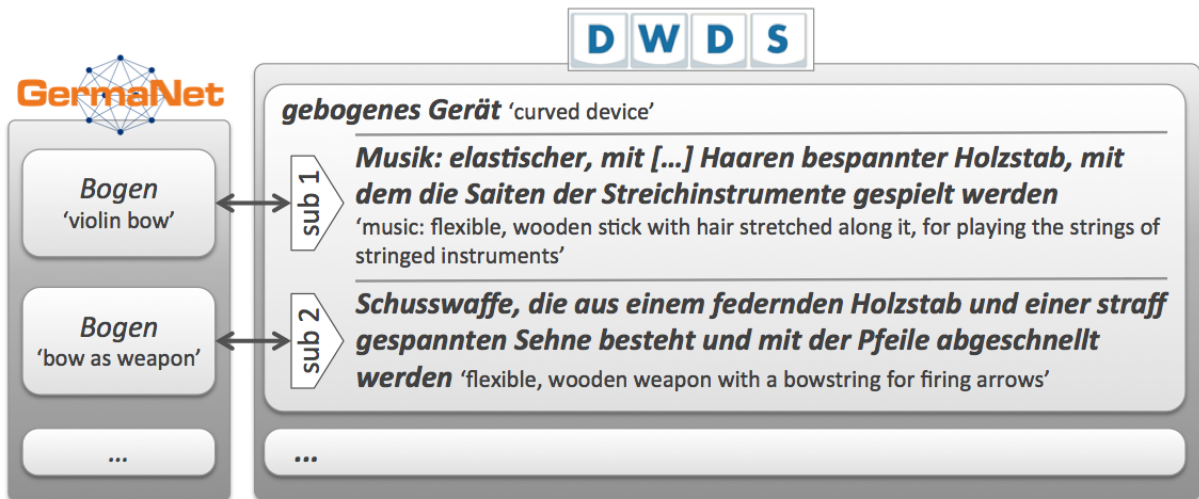 DWDS
GermaNet
gebogenes Gerät ‘curved device’
Bogen
‘violin bow’
sub 1
Musik: elastischer, mit [...] Haaren bespannter Holzstab, mit
dem die Saiten der Streichinstrumente gespielt werden
‘music: flexible, wooden stick with hair stretched along it, for playing the strings of
stringed instruments’
Bogen
‘bow as weapon’
sub 2
Schusswaffe, die aus einem federnden Holzstab und einer straff
gespannten Sehne besteht und mit der Pfeile abgeschnellt
werden ‘flexible, wooden weapon with a bowstring for firing arrows’
...
...